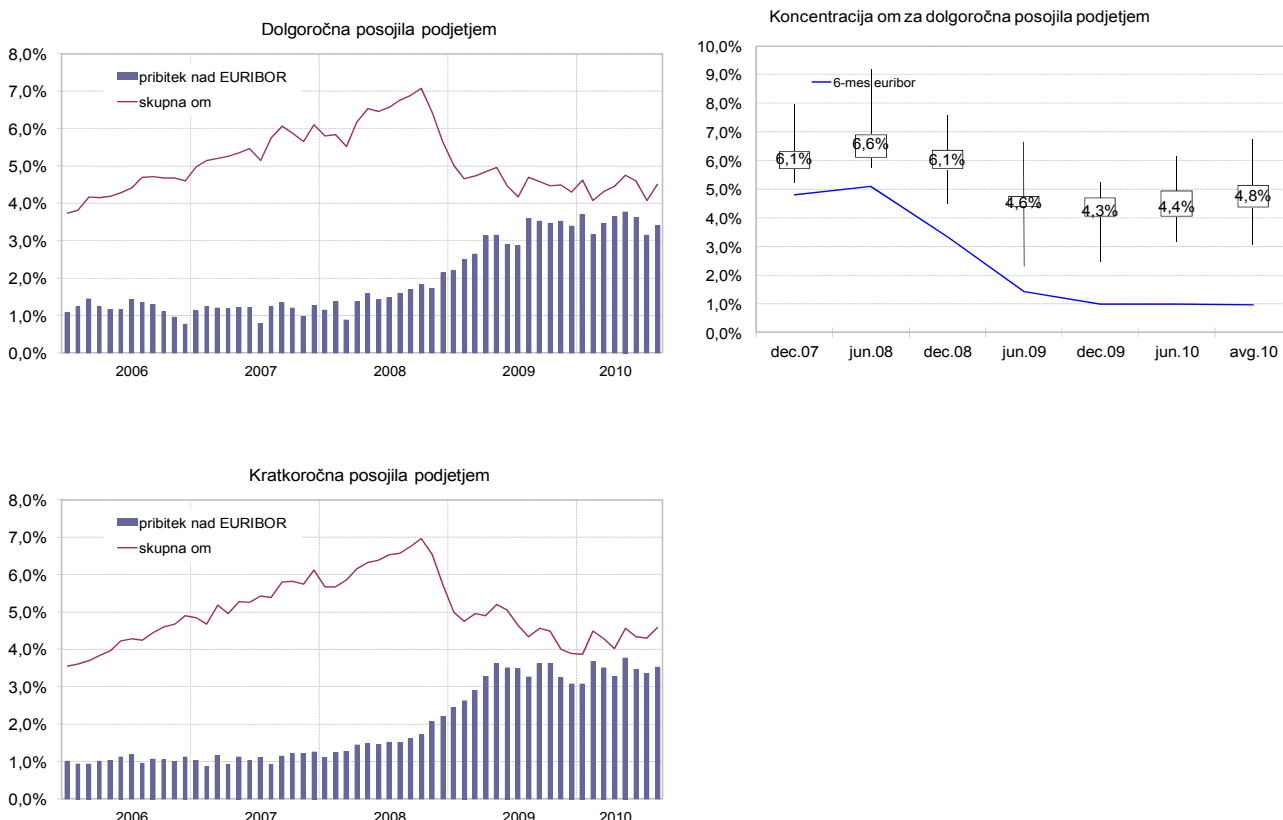 Dolgoročna posojila podjetjem
8,0%
7,0%
6,0%
5,0%
4,0%
3,0%
2,0%
1,0%
0,0%
pribitek nad EURIBOR
skupna om
2006 2007 2008 2009 2010
Koncentracija om za dolgoročna posojila podjetjem
10,0%
9,0%
8,0%
7,0%
6,0%
5,0%
4,0%
3,0%
2,0%
1,0%
0,0%
6-mes euribor
6,1% 6,6% 6,1% 4,6% 4,3% 4,4% 4,8%
dec.07 jun.08 dec.08 jun.09 dec.09 jun.10 avg.10
Kratkoročna posojila podjetjem
8,0%
7,0%
6,0%
5,0%
4,0%
3,0%
2,0%
1,0%
0,0%
pribitek nad EURIBOR
skupna om
2006 2007 2008 2009 2010